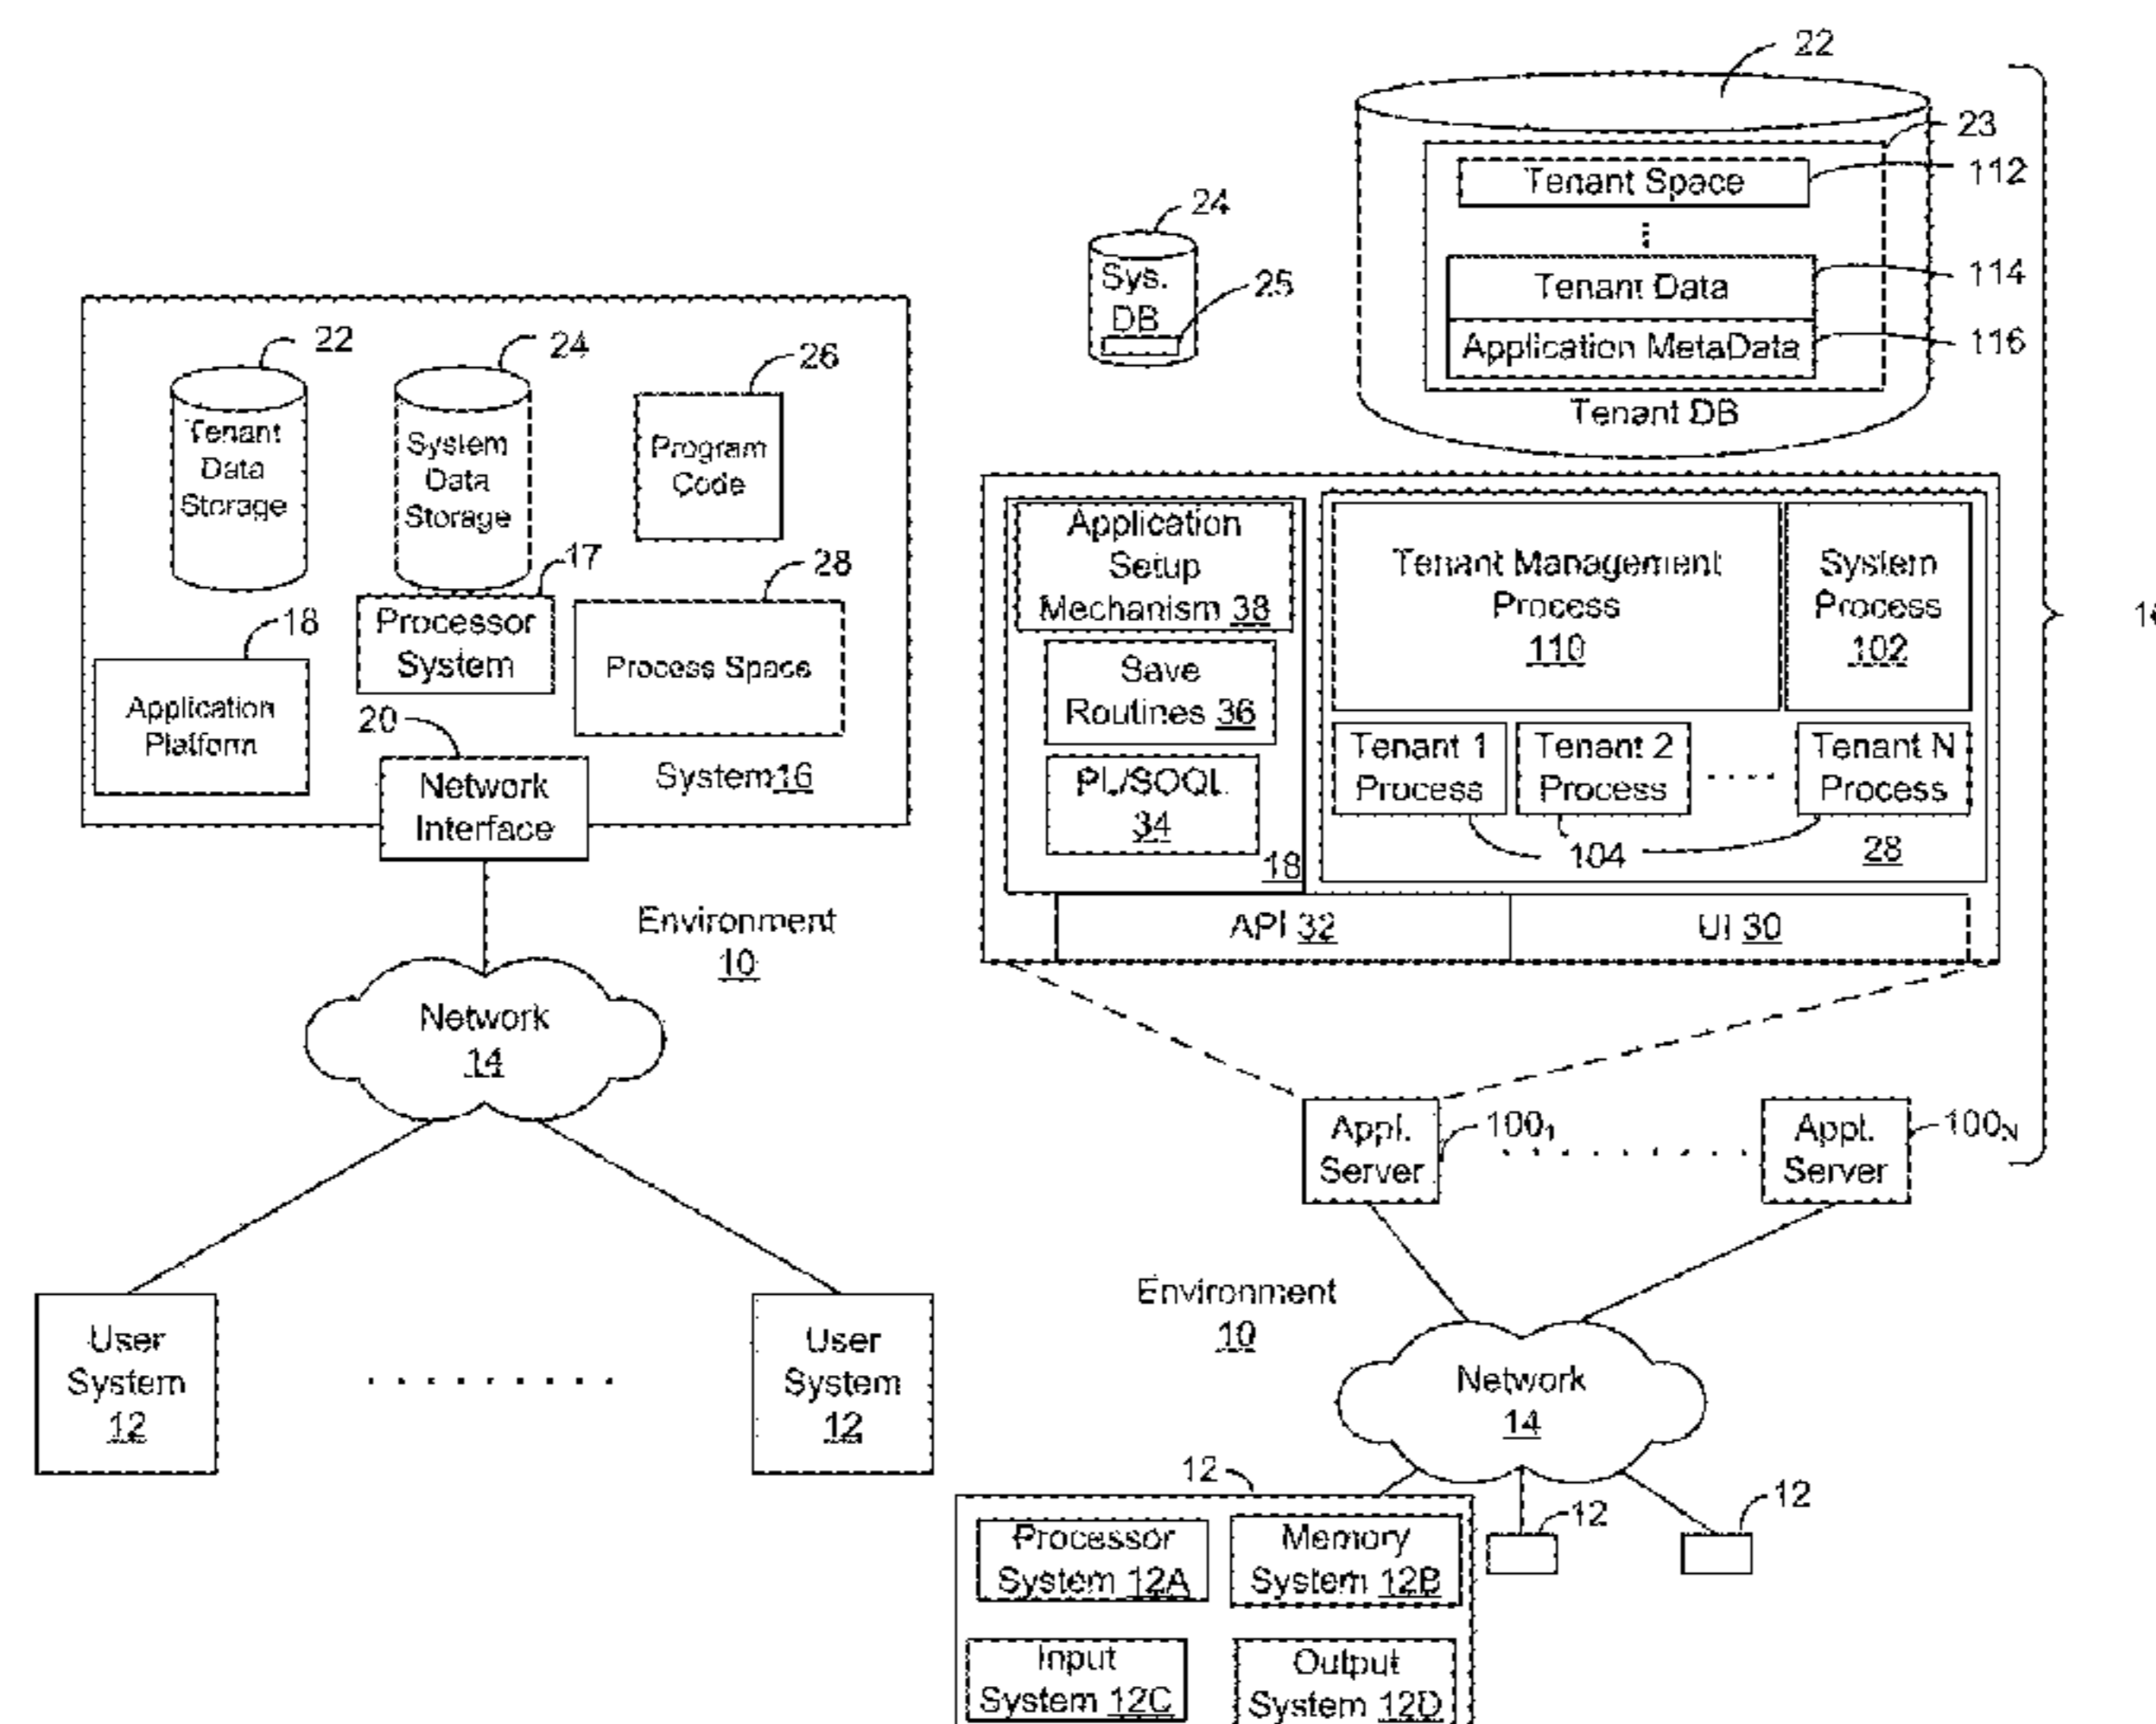 22
24
26
Tenant
Data
Storage
System
Data
Storage
Program
Code
17
28
18
Processor
System
Process Space
Application
Platform
20
Network
Interface
System 16
Environment
10
Network
14
User
System
12
. . . . . . . . .
User
System
12
22
23
Tenant Space
112
24
Sys.
DB
25
Tenant Data
114
Application MetaData
116
Tenant DB
Application
Setup
Mechanism 38
Tenant Management
Process
110
System
Process
102
Save
Routines 36
PL/SOQL
34
18
Tenant 1
Process
Tenant 2
Process
. . . .
Tenant N
Process
104
28
API 32
UI 30
Appl.
Server
100₁
. . . . . . . . .
Appl.
Server
100N
Environment
10
Network
14
12
12
12
Processor
System 12A
Memory
System 12B
Input
System 12C
Output
System 12D